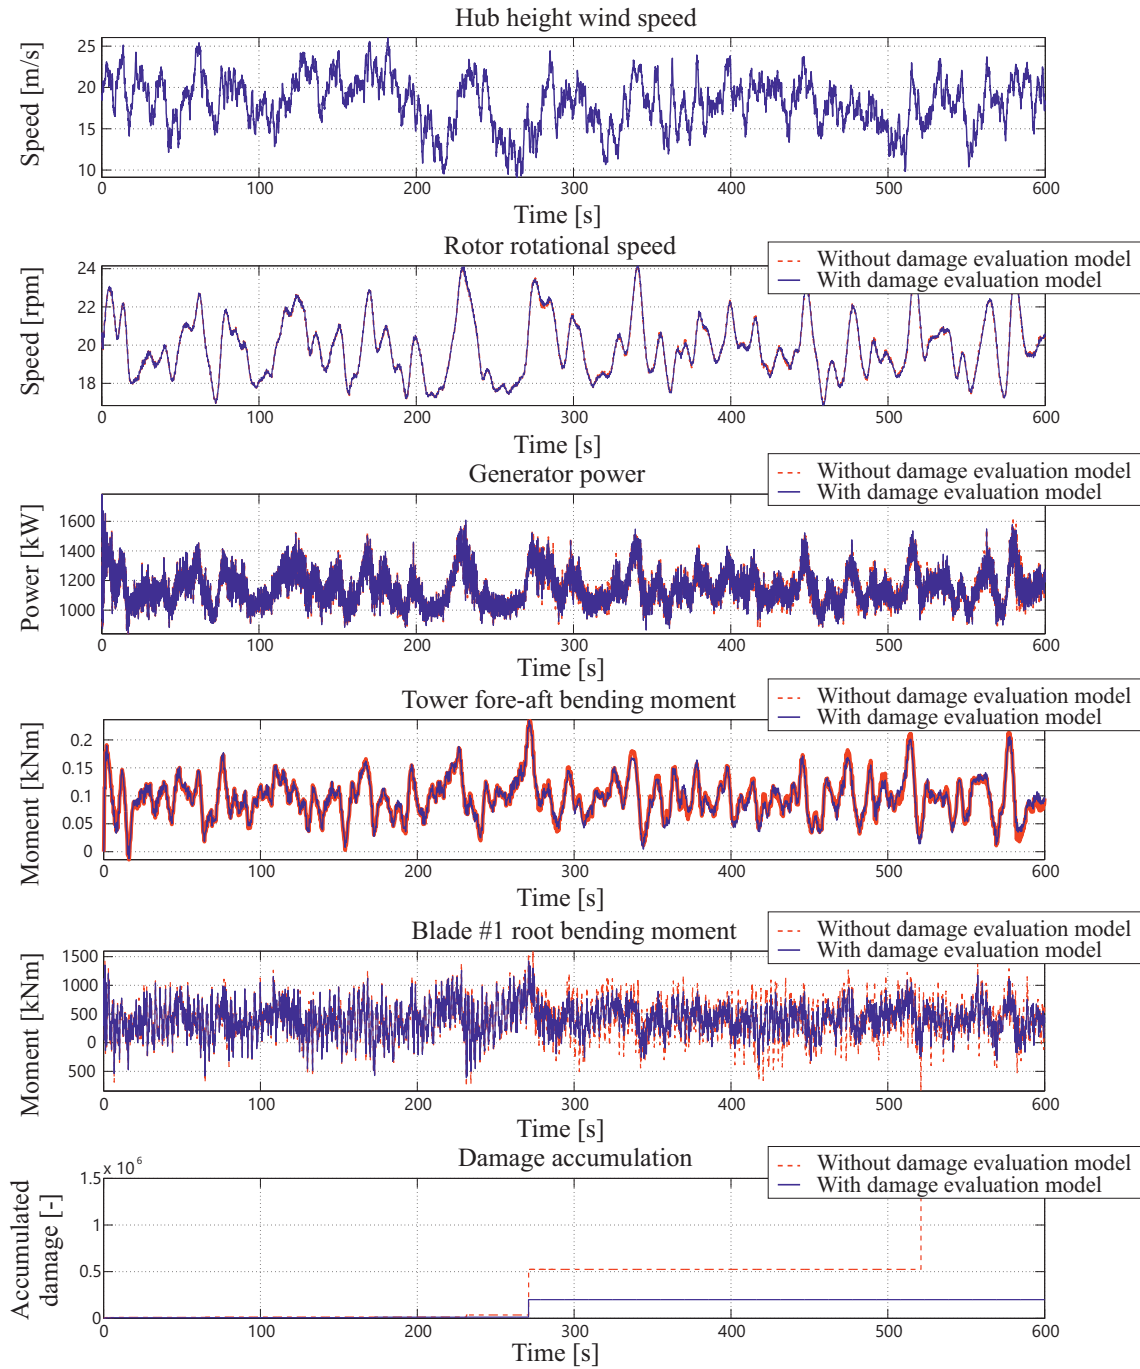 Hub height wind speed
Speed [m/s]
25
20
15
10
0 100 200 300 400 500 600
Time [s]
Rotor rotational speed
Without damage evaluation model
With damage evaluation model
Speed [rpm]
24
22
20
18
0 100 200 300 400 500 600
Time [s]
Generator power
Without damage evaluation model
With damage evaluation model
Power [kW]
1600
1400
1200
1000
0 100 200 300 400 500 600
Time [s]
Tower fore-aft bending moment
Without damage evaluation model
With damage evaluation model
Moment [kNm]
0.2
0.15
0.1
0.05
0
0 100 200 300 400 500 600
Time [s]
Blade #1 root bending moment
Without damage evaluation model
With damage evaluation model
Moment [kNm]
1500
1000
500
0
500
0 100 200 300 400 500 600
Time [s]
Damage accumulation
Without damage evaluation model
With damage evaluation model
Accumulated
damage [-]
× 10⁶
1.5
1
0.5
0
0 100 200 300 400 500 600
Time [s]